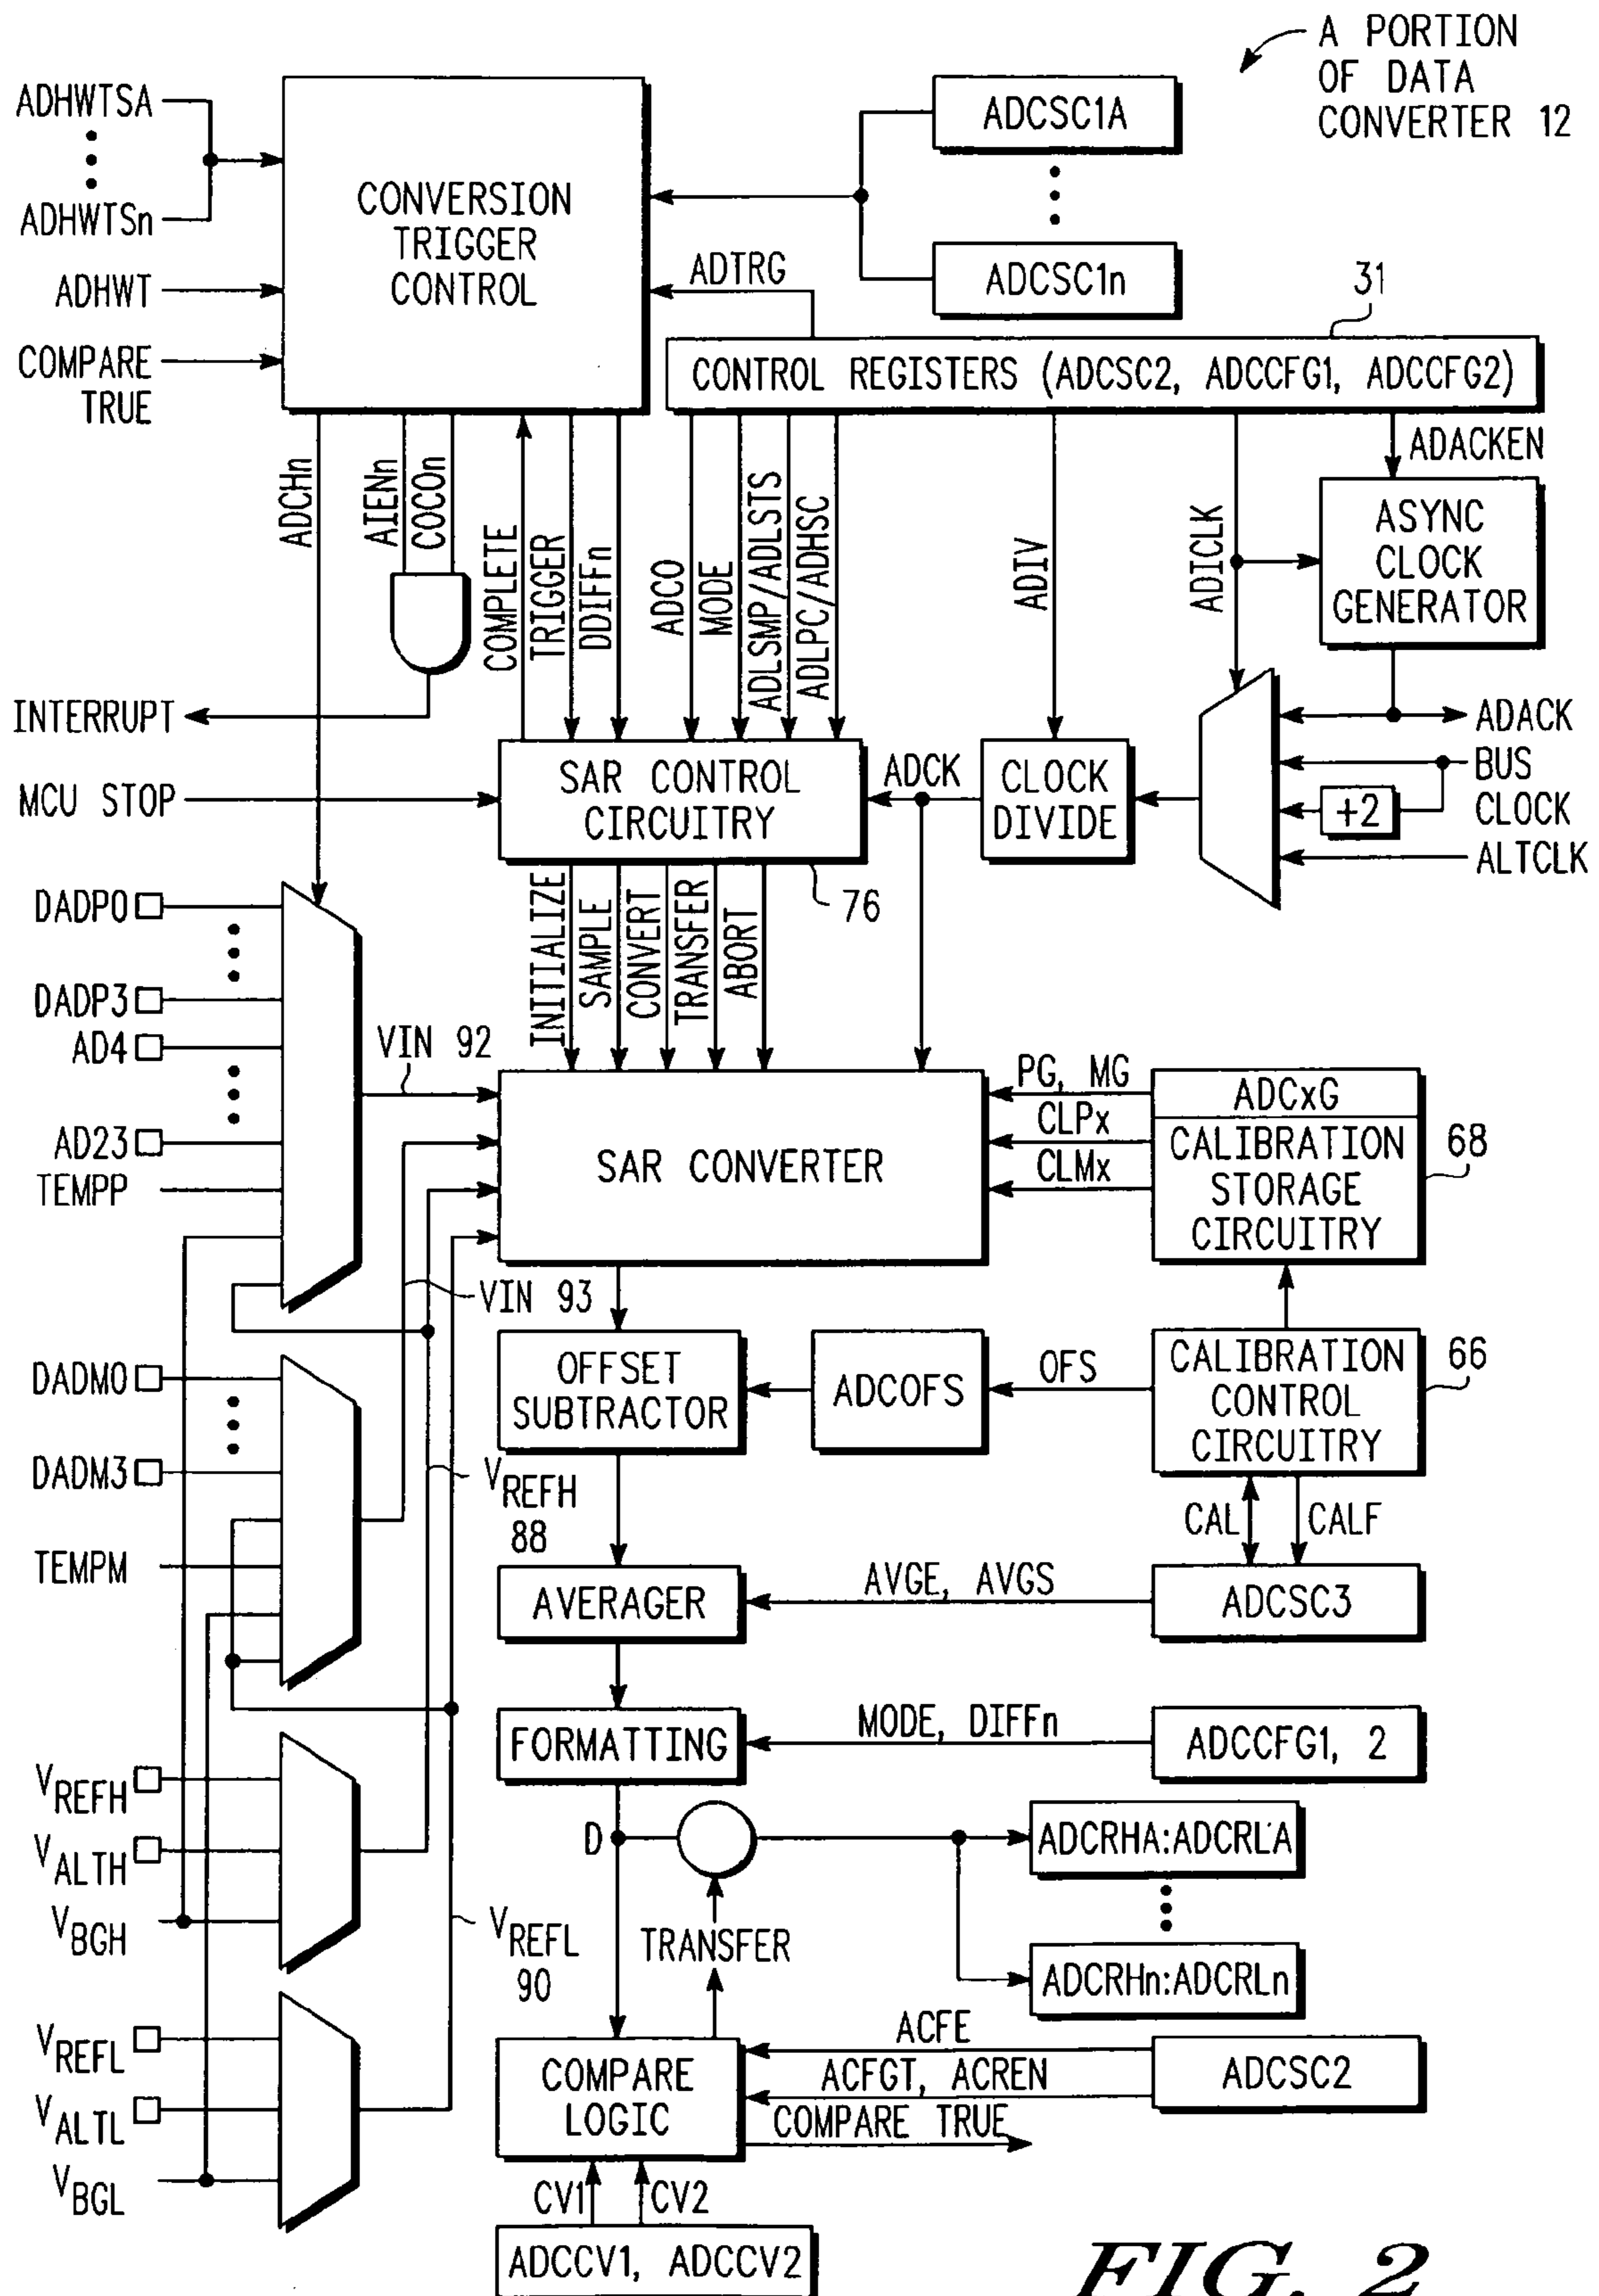 A PORTION
OF DATA
CONVERTER 12
ADHWTSA
ADHWTSn
ADHWT
COMPARE
TRUE
CONVERSION
TRIGGER
CONTROL
ADCSC1A
ADCSC1n
ADTRG
31
CONTROL REGISTERS (ADCSC2, ADCCFG1, ADCCFG2)
ADCHn
AIENn
COCOn
COMPLETE
TRIGGER
DDIFFn
ADCO
MODE
ADLSMP/ADLSTS
ADLPC/ADHSC
ADIV
ADICLK
ADACKEN
ASYNC
CLOCK
GENERATOR
INTERRUPT
MCU STOP
SAR CONTROL
CIRCUITRY
76
ADCK
CLOCK
DIVIDE
ADACK
BUS
CLOCK
+2
ALTCLK
INITIALIZE
SAMPLE
CONVERT
TRANSFER
ABORT
DADP0
DADP3
AD4
AD23
TEMPP
VIN 92
SAR CONVERTER
PG, MG
CLPx
CLMx
ADCxG
CALIBRATION
STORAGE
CIRCUITRY
68
VIN 93
DADM0
DADM3
TEMPM
OFFSET
SUBTRACTOR
ADCOFS
OFS
CALIBRATION
CONTROL
CIRCUITRY
66
VREFH
88
CAL
CALF
AVERAGER
AVGE, AVGS
ADCSC3
FORMATTING
MODE, DIFFn
ADCCFG1, 2
VREFH
VALTH
VBGH
D
ADCRHA:ADCRLA
TRANSFER
ADCRHn:ADCRLn
VREFL
90
VREFL
VALTL
VBGL
COMPARE
LOGIC
ACFE
ACFGT, ACREN
COMPARE TRUE
ADCSC2
CV1
CV2
ADCCV1, ADCCV2
FIG. 2